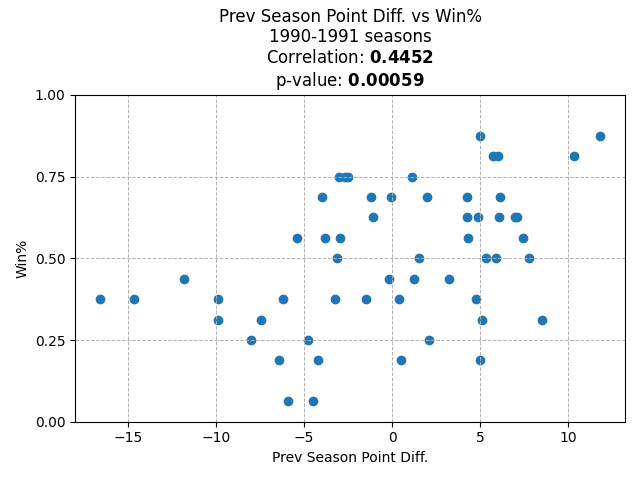 Prev Season Point Diff. vs Win%
1990-1991 seasons
Correlation: 0.4452
p-value: 0.00059
1.00
0.75
0.50
0.25
0.00
Win%
−15
−10
−5
0
5
10
Prev Season Point Diff.